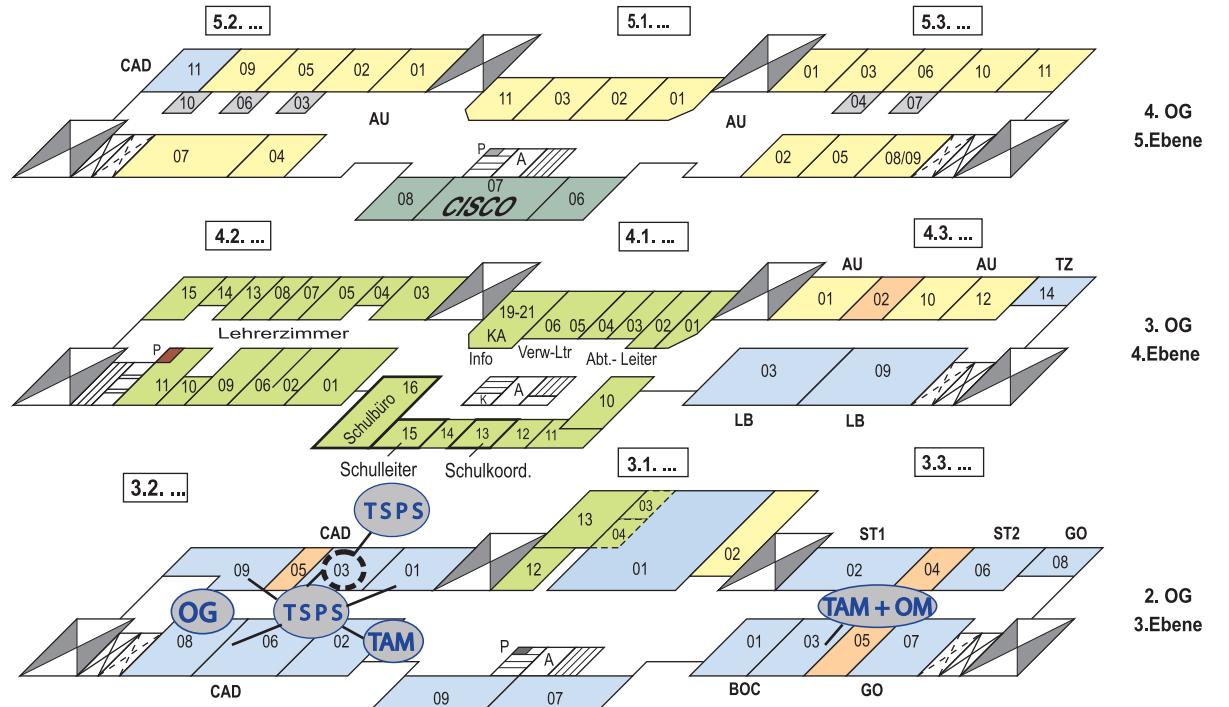 5.2. ...
5.1. ...
5.3. ...
CAD
11 09 05 02 01
01 03 06 10 11
10 06 03
11 03 02 01
04 07
AU
AU
4. OG
5.Ebene
07 04
P A
02 05 08/09
08 07 06
CISCO
4.2. ...
4.1. ...
4.3. ...
AU AU TZ
15 14 13 08 07 05 04 03
19-21 KA
06 05 04 03 02 01
01 02 10 12 14
Lehrerzimmer
Info
Verw-Ltr
Abt.- Leiter
3. OG
4.Ebene
P
11 10 09 06 02 01
16
Schulbüro
K A
10
03 09
15 14 13 12 11
LB LB
Schulleiter
Schulkoord.
3.2. ...
3.1. ...
3.3. ...
TSPS
CAD
13 03
04
ST1 ST2 GO
09 05 03 01
12 01 02
02 04 06 08
OG
TSPS
TAM
TAM + OM
2. OG
3.Ebene
08 06 02
01 03 05 07
P A
CAD
BOC GO
09 07